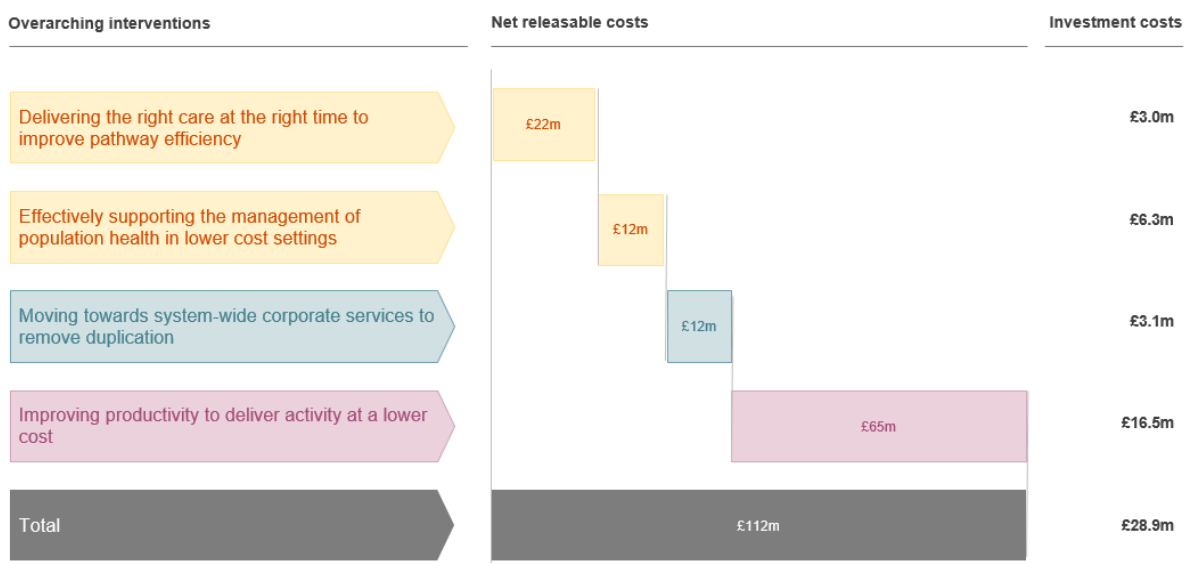 Overarching interventions
Net releasable costs
Investment costs
Delivering the right care at the right time to
improve pathway efficiency
£22m
£3.0m
Effectively supporting the management of
population health in lower cost settings
£12m
£6.3m
Moving towards system-wide corporate services to
remove duplication
£12m
£3.1m
Improving productivity to deliver activity at a lower
cost
£65m
£16.5m
Total
£112m
£28.9m